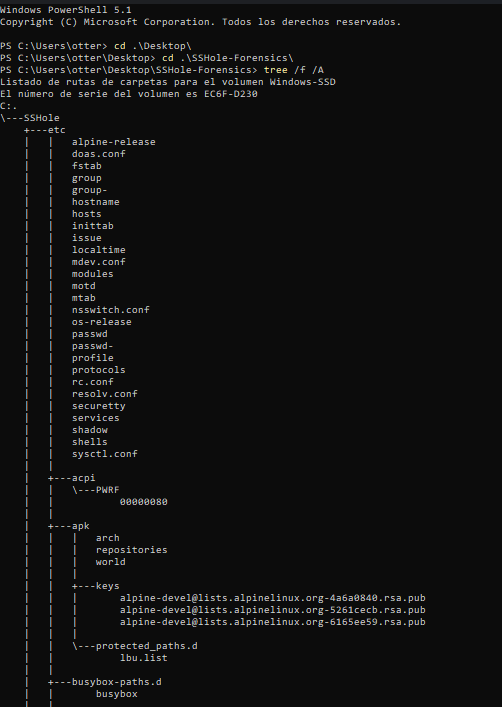 Windows PowerShell 5.1
Copyright (C) Microsoft Corporation. Todos los derechos reservados.

PS C:\Users\otter> cd .\Desktop\
PS C:\Users\otter\Desktop> cd .\SSHole-Forensics\
PS C:\Users\otter\Desktop\SSHole-Forensics> tree /f /A
Listado de rutas de carpetas para el volumen Windows-SSD
El número de serie del volumen es EC6F-D230
C:.
\---SSHole
    +---etc
    |   |   alpine-release
    |   |   doas.conf
    |   |   fstab
    |   |   group
    |   |   group-
    |   |   hostname
    |   |   hosts
    |   |   inittab
    |   |   issue
    |   |   localtime
    |   |   mdev.conf
    |   |   modules
    |   |   motd
    |   |   mtab
    |   |   nsswitch.conf
    |   |   os-release
    |   |   passwd
    |   |   passwd-
    |   |   profile
    |   |   protocols
    |   |   rc.conf
    |   |   resolv.conf
    |   |   securetty
    |   |   services
    |   |   shadow
    |   |   shells
    |   |   sysctl.conf
    |   |
    |   +---acpi
    |   |   \---PWRF
    |   |           00000080
    |   |
    |   +---apk
    |   |   |   arch
    |   |   |   repositories
    |   |   |   world
    |   |   |
    |   |   +---keys
    |   |   |       alpine-devel@lists.alpinelinux.org-4a6a0840.rsa.pub
    |   |   |       alpine-devel@lists.alpinelinux.org-5261cecb.rsa.pub
    |   |   |       alpine-devel@lists.alpinelinux.org-6165ee59.rsa.pub
    |   |   |
    |   |   \---protected_paths.d
    |   |           lbu.list
    |   |
    |   +---busybox-paths.d
    |   |       busybox
    |   |